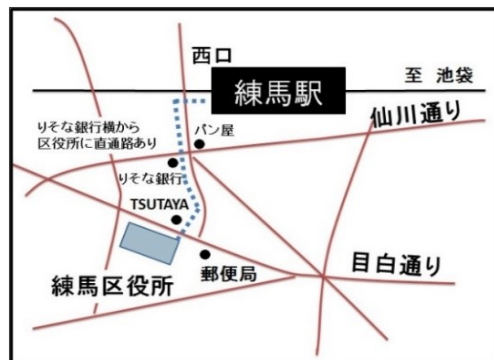 西口
至 池袋
練馬駅
仙川通り
パン屋
りそな銀行横から
区役所に直通路あり
りそな銀行
TSUTAYA
目白通り
郵便局
練馬区役所